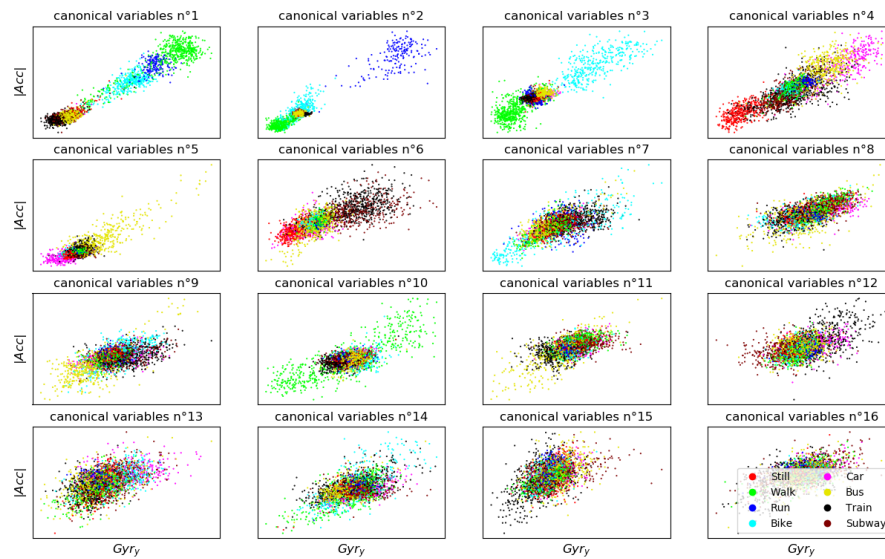 canonical variables n°1
canonical variables n°2
canonical variables n°3
canonical variables n°4
|Acc|
canonical variables n°5
canonical variables n°6
canonical variables n°7
canonical variables n°8
|Acc|
canonical variables n°9
canonical variables n°10
canonical variables n°11
canonical variables n°12
|Acc|
canonical variables n°13
canonical variables n°14
canonical variables n°15
canonical variables n°16
|Acc|
Still
Walk
Run
Bike
Car
Bus
Train
Subway
Gyr_y
Gyr_y
Gyr_y
Gyr_y